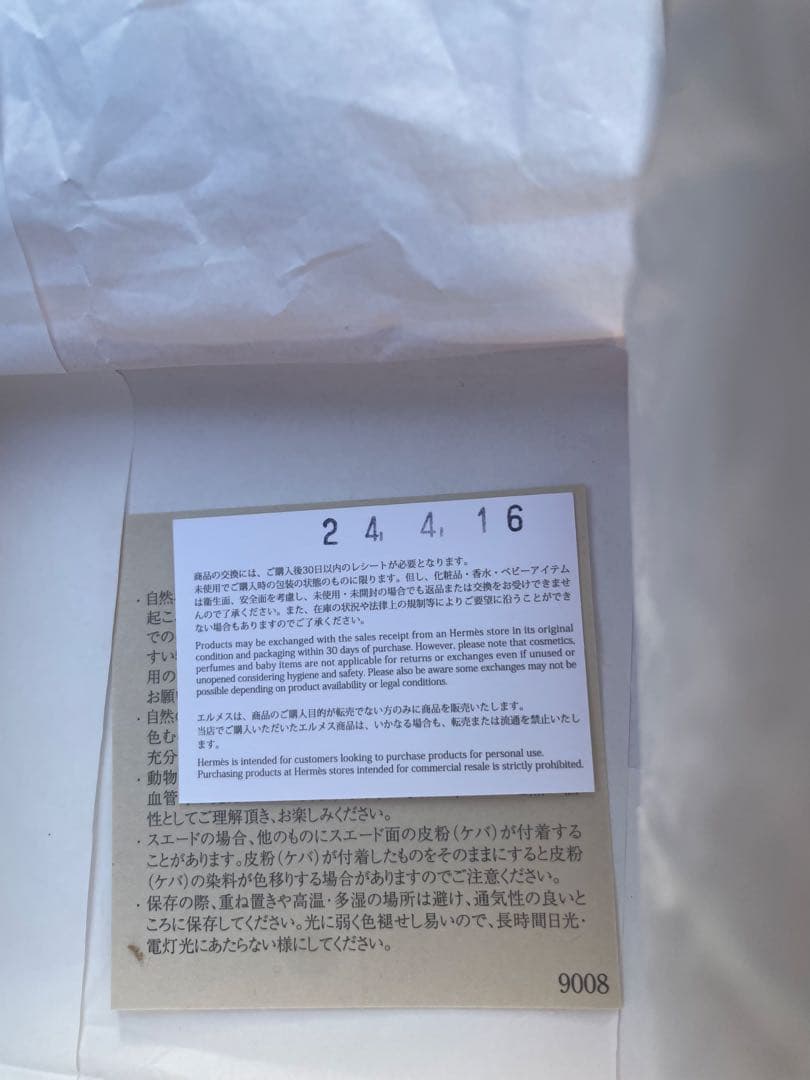 24. 4. 16
商品の交換には、ご購入後30日以内のレシートが必要となります。
未使用でご購入時の包装の状態のものに限ります。但し、化粧品・香水・ベビーアイテム
は衛生面、安全面を考慮し、未使用・未開封の場合でも返品または交換をお受けできませ
んので了承ください。また、在庫の状況や法律上の規制等によりご要望に沿うことができ
ない場合もありますのでご了承ください。
Products may be exchanged with the sales receipt from an Hermès store in its original
condition and packaging within 30 days of purchase. However, please note that cosmetics,
perfumes and baby items are not applicable for returns or exchanges even if unused or
unopened considering hygiene and safety. Please also be aware some exchanges may not be
possible depending on product availability or legal conditions.
エルメスは、商品のご購入目的が転売でない方のみに商品を販売いたします。
当店でご購入いただいたエルメス商品は、いかなる場合も、転売または流通を禁止いたし
ます。
Hermès is intended for customers looking to purchase products for personal use.
Purchasing products at Hermès stores intended for commercial resale is strictly prohibited.
・自然
起こ
での
すい
用の
お願
・自然
色む
充分
・動物
血管
性としてご理解頂き、お楽しみください。
・スエードの場合、他のものにスエード面の皮粉(ケバ)が付着する
ことがあります。皮粉(ケバ)が付着したものをそのままにすると皮粉
(ケバ)の染料が色移りする場合がありますのでご注意ください。
・保存の際、重ね置きや高温・多湿の場所は避け、通気性の良いと
ころに保存してください。光に弱く色褪せし易いので、長時間日光・
電灯光にあたらない様にしてください。
9008